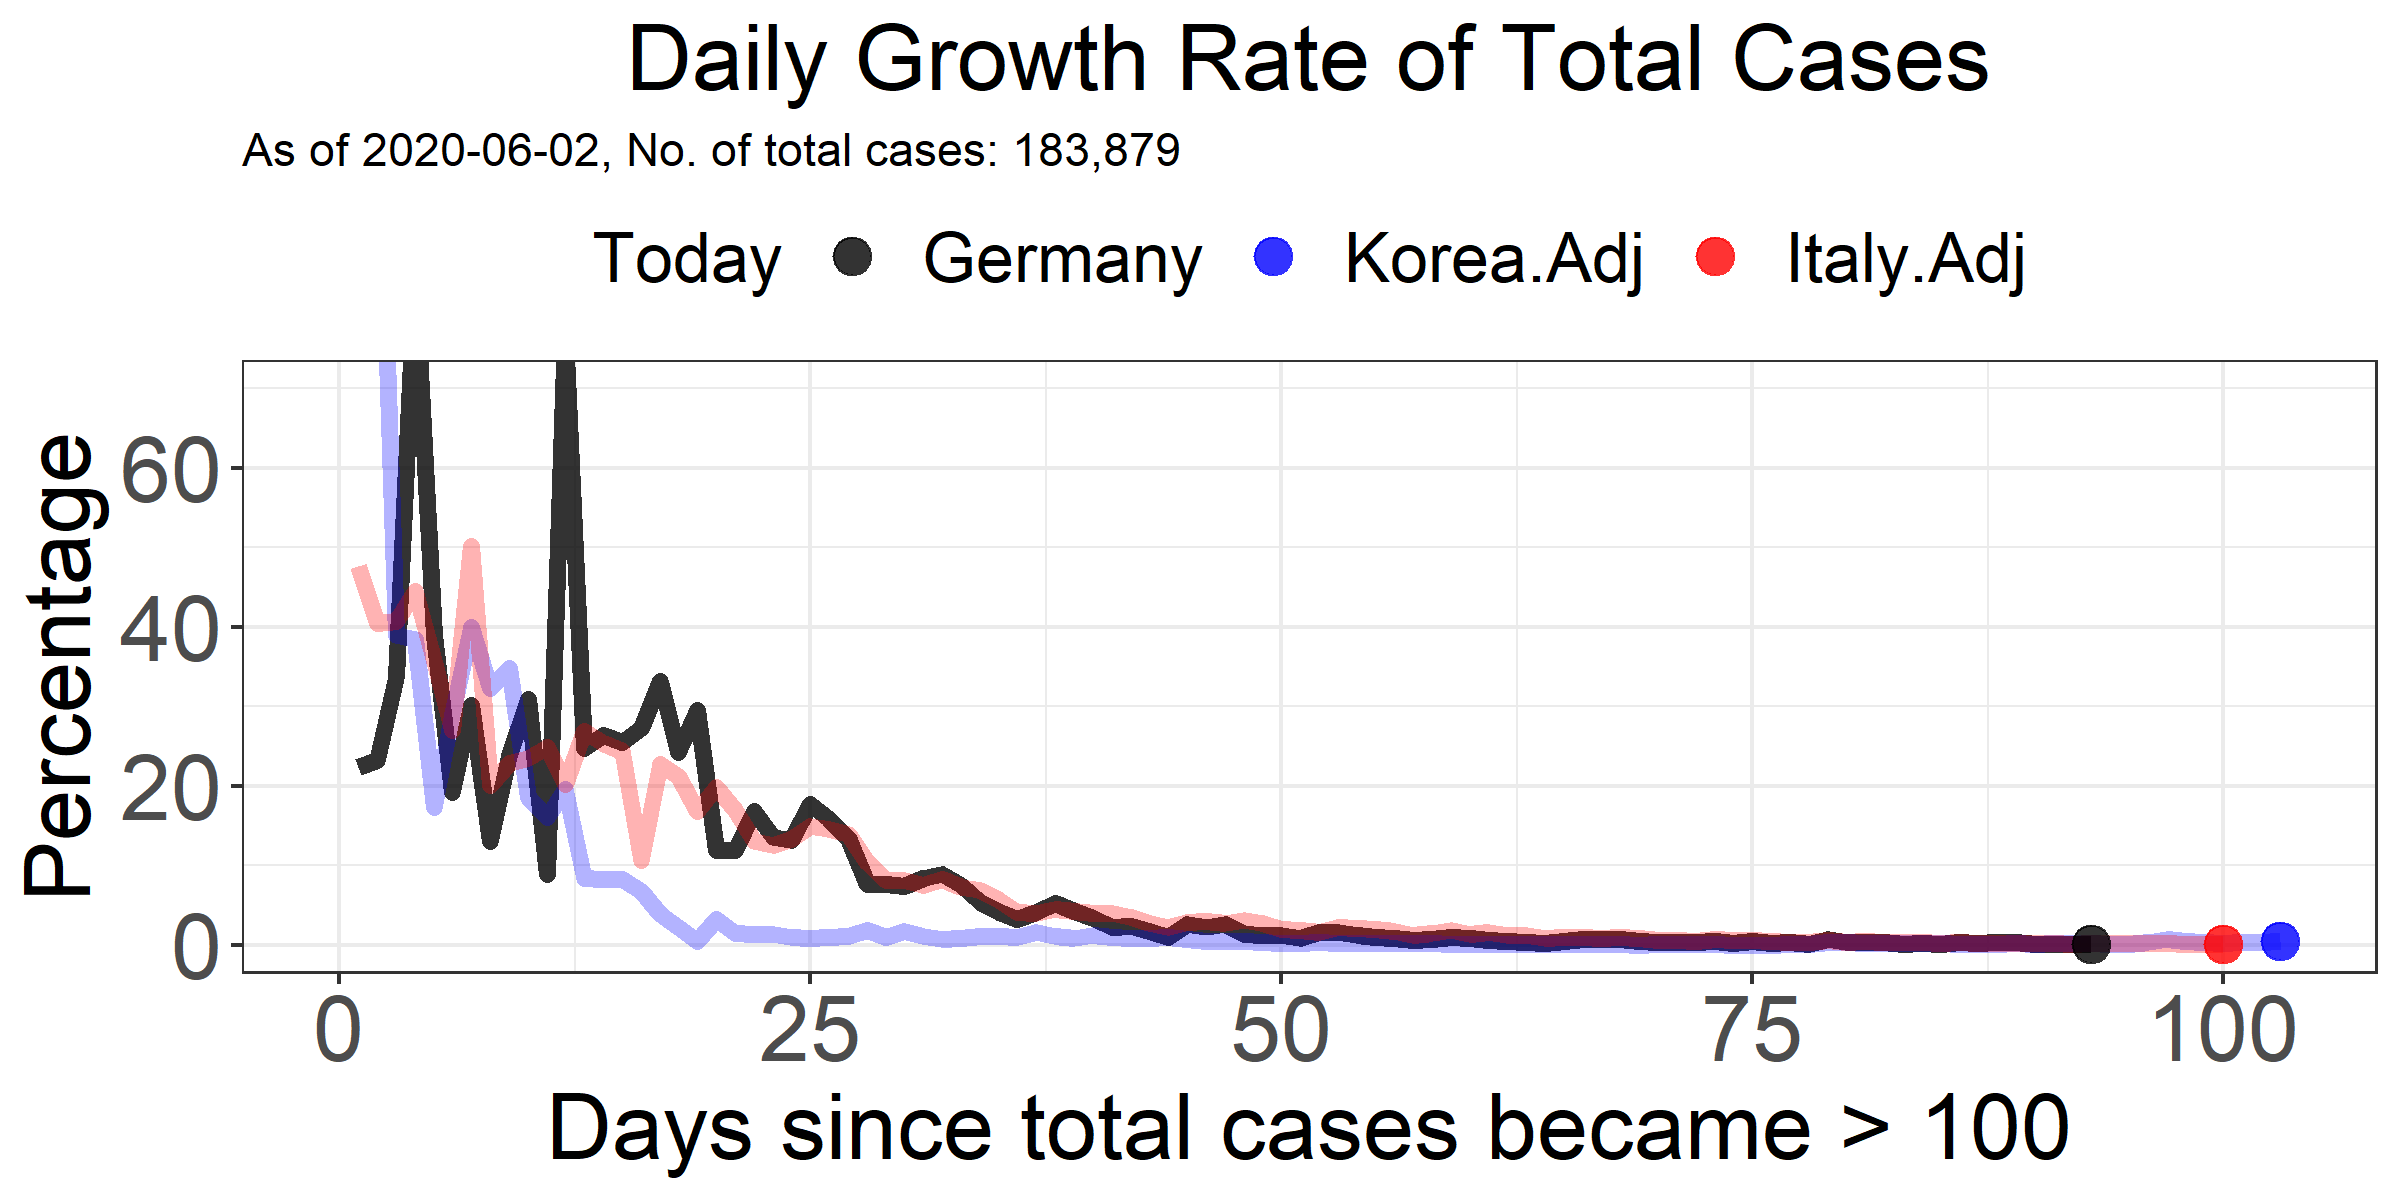 Daily Growth Rate of Total Cases
As of 2020-06-02, No. of total cases: 183,879
Today Germany Korea.Adj Italy.Adj
Percentage
60
40
20
0
0 25 50 75 100
Days since total cases became > 100